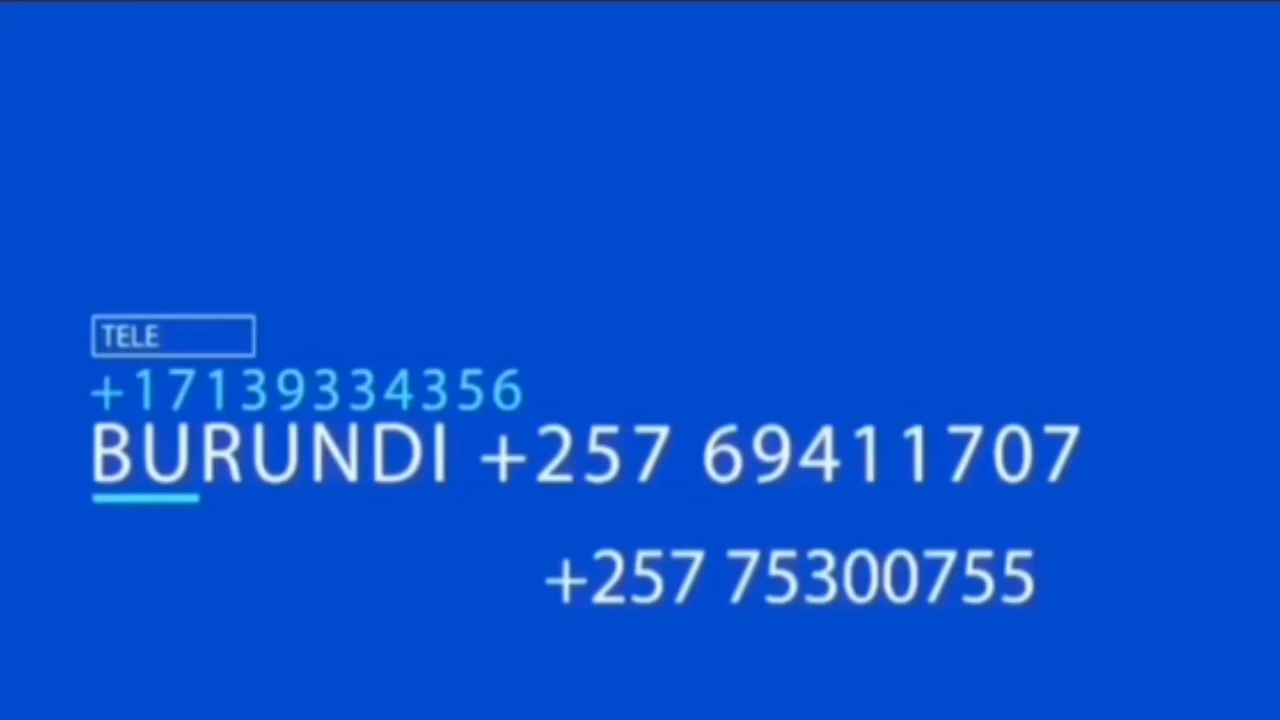 TELE
+17139334356
BURUNDI +257 69411707
+257 75300755